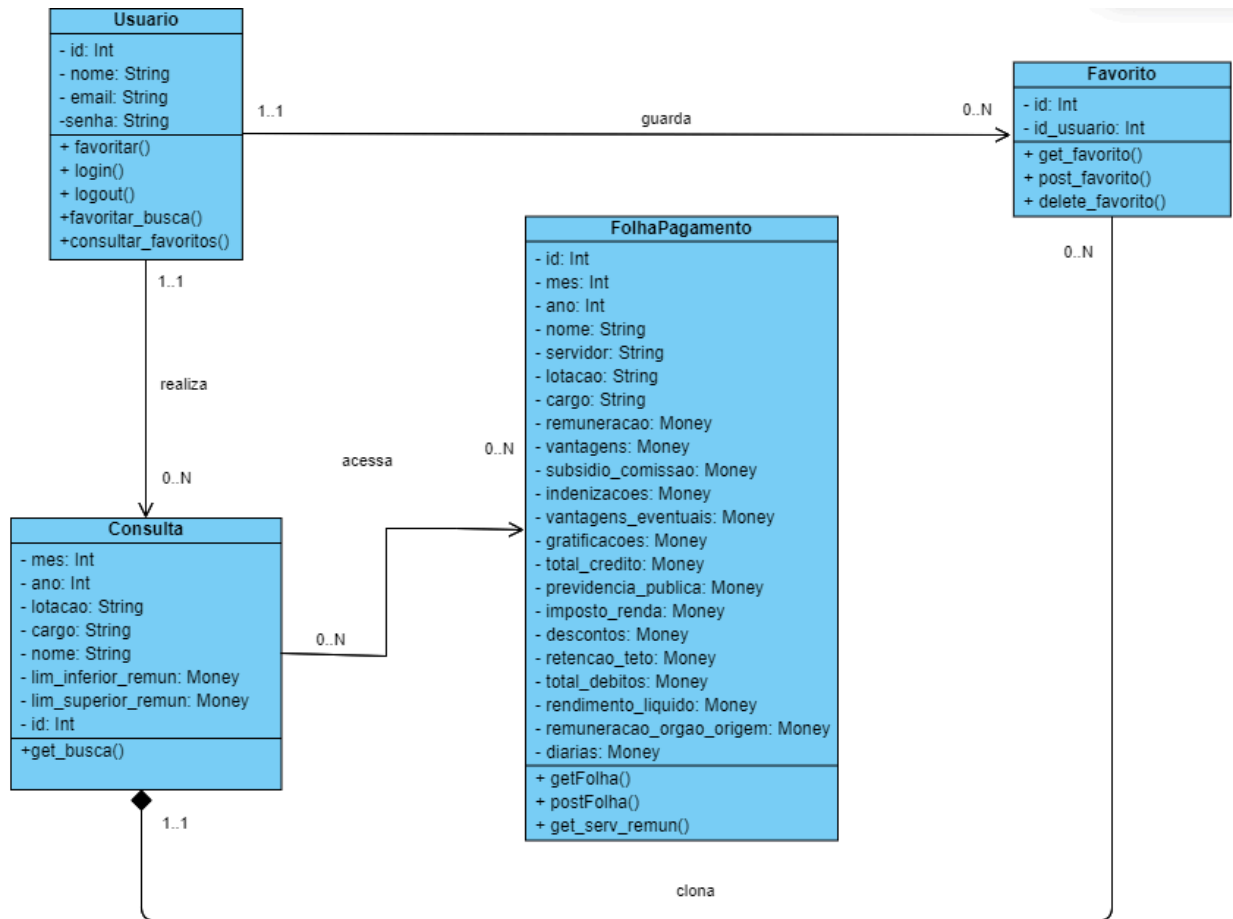 Usuario
- id: Int
- nome: String
- email: String
-senha: String
+ favoritar()
+ login()
+ logout()
+favoritar_busca()
+consultar_favoritos()
1..1
guarda
0..N
Favorito
- id: Int
- id_usuario: Int
+ get_favorito()
+ post_favorito()
+ delete_favorito()
0..N
1..1
realiza
0..N
FolhaPagamento
- id: Int
- mes: Int
- ano: Int
- nome: String
- servidor: String
- lotacao: String
- cargo: String
- remuneracao: Money
- vantagens: Money
- subsidio_comissao: Money
- indenizacoes: Money
- vantagens_eventuais: Money
- gratificacoes: Money
- total_credito: Money
- previdencia_publica: Money
- imposto_renda: Money
- descontos: Money
- retencao_teto: Money
- total_debitos: Money
- rendimento_liquido: Money
- remuneracao_orgao_origem: Money
- diarias: Money
+ getFolha()
+ postFolha()
+ get_serv_remun()
acessa
0..N
0..N
Consulta
- mes: Int
- ano: Int
- lotacao: String
- cargo: String
- nome: String
- lim_inferior_remun: Money
- lim_superior_remun: Money
- id: Int
+get_busca()
1..1
clona